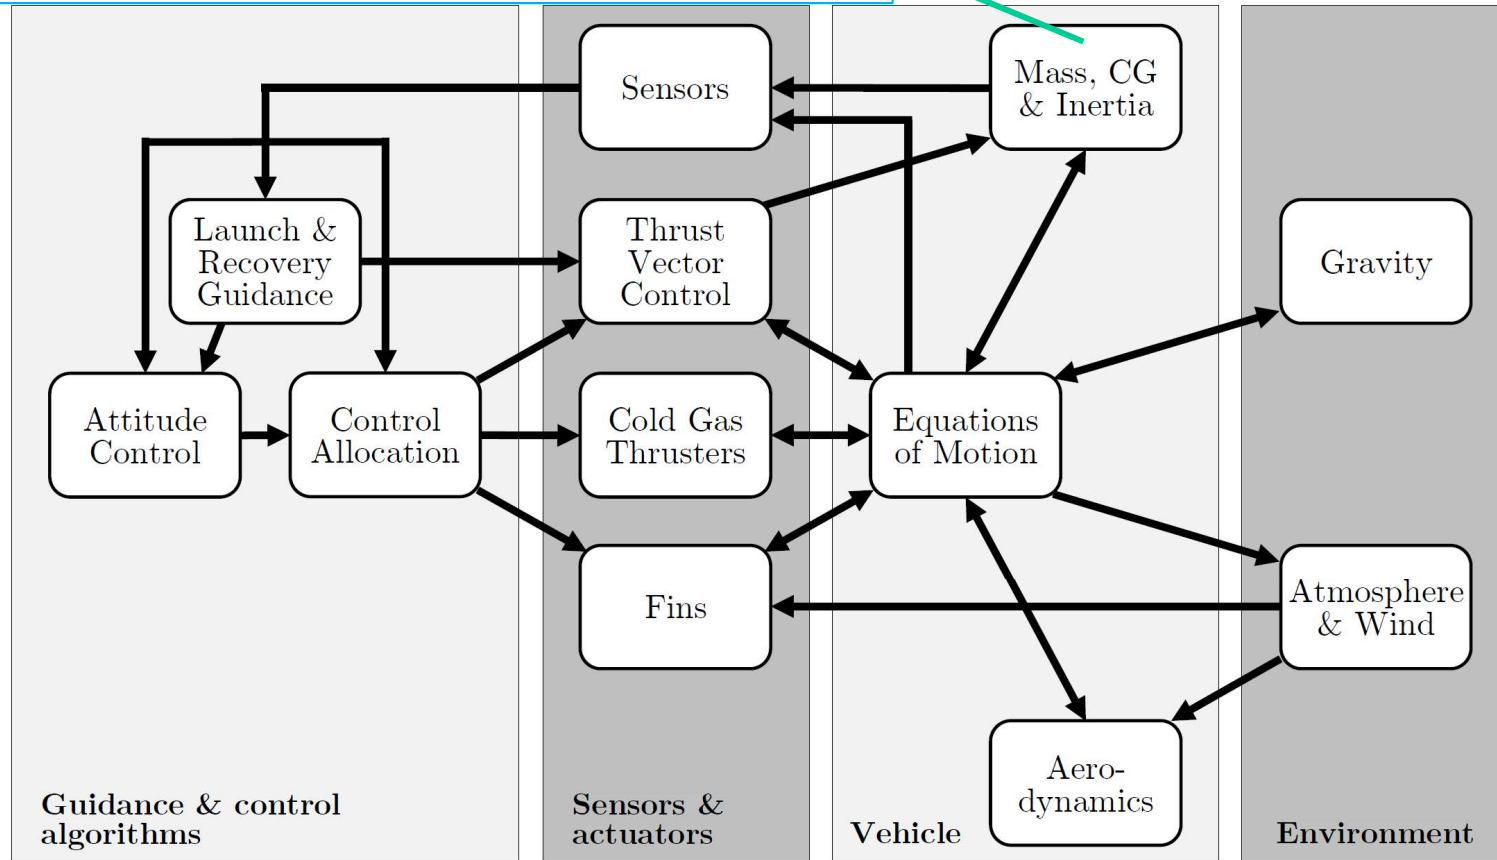 Sensors
Mass, CG
& Inertia
Launch &
Recovery
Guidance
Thrust
Vector
Control
Gravity
Attitude
Control
Control
Allocation
Cold Gas
Thrusters
Equations
of Motion
Fins
Atmosphere
& Wind
Aero-
dynamics
Guidance & control
algorithms
Sensors &
actuators
Vehicle
Environment